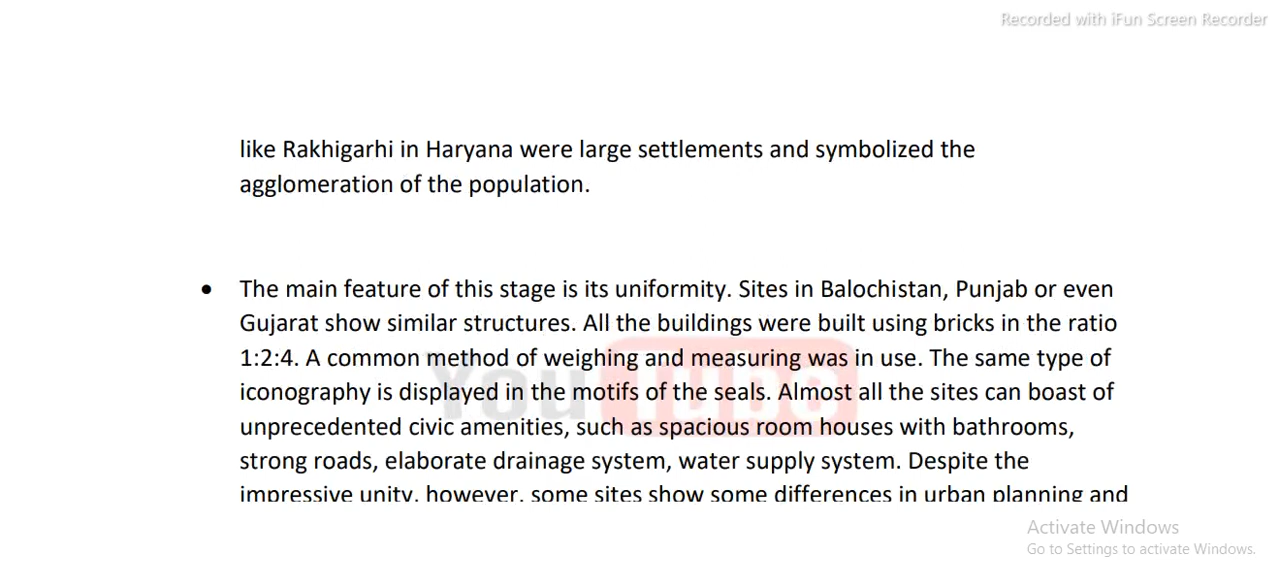 Recorded with iFun Screen Recorder
like Rakhigarhi in Haryana were large settlements and symbolized the
agglomeration of the population.
• The main feature of this stage is its uniformity. Sites in Balochistan, Punjab or even
Gujarat show similar structures. All the buildings were built using bricks in the ratio
1:2:4. A common method of weighing and measuring was in use. The same type of
iconography is displayed in the motifs of the seals. Almost all the sites can boast of
YouTube
unprecedented civic amenities, such as spacious room houses with bathrooms,
strong roads, elaborate drainage system, water supply system. Despite the
impressive unity, however, some sites show some differences in urban planning and
Activate Windows
Go to Settings to activate Windows.